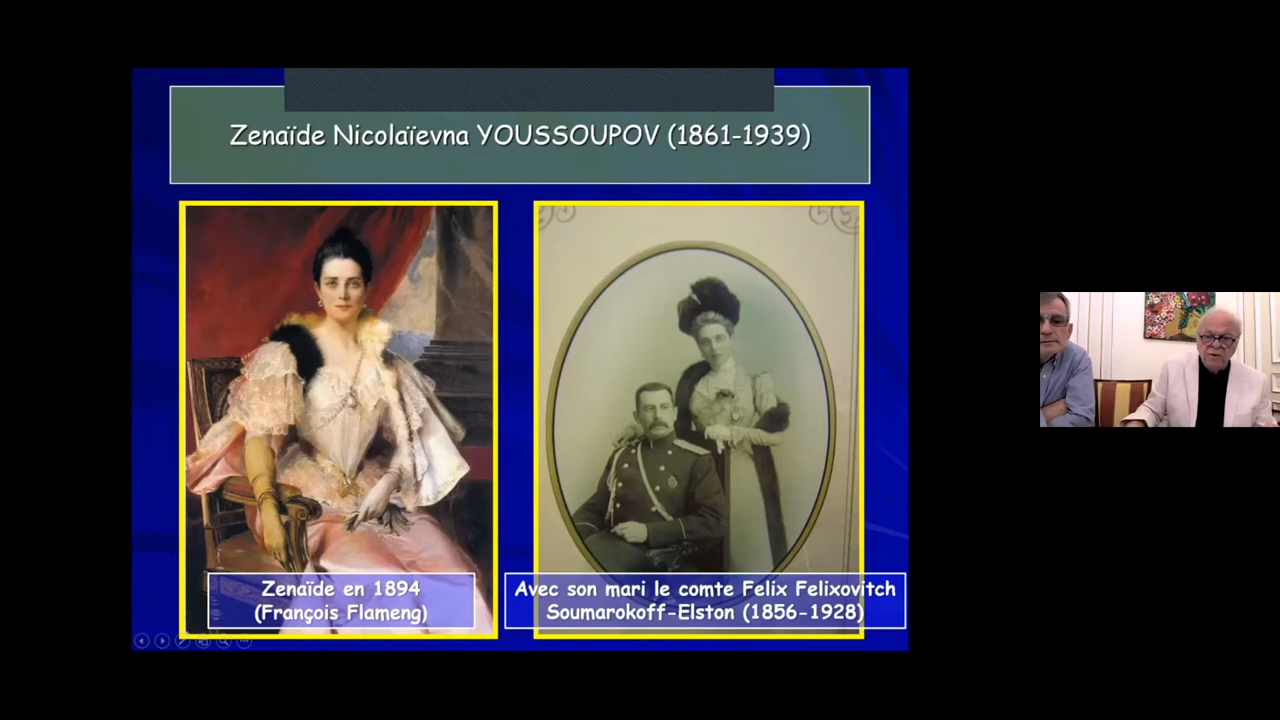 Zenaïde Nicolaïevna YOUSSOUPOV (1861-1939)
Zenaïde en 1894
(François Flameng)
Avec son mari le comte Felix Felixovitch
Soumarokoff-Elston (1856-1928)